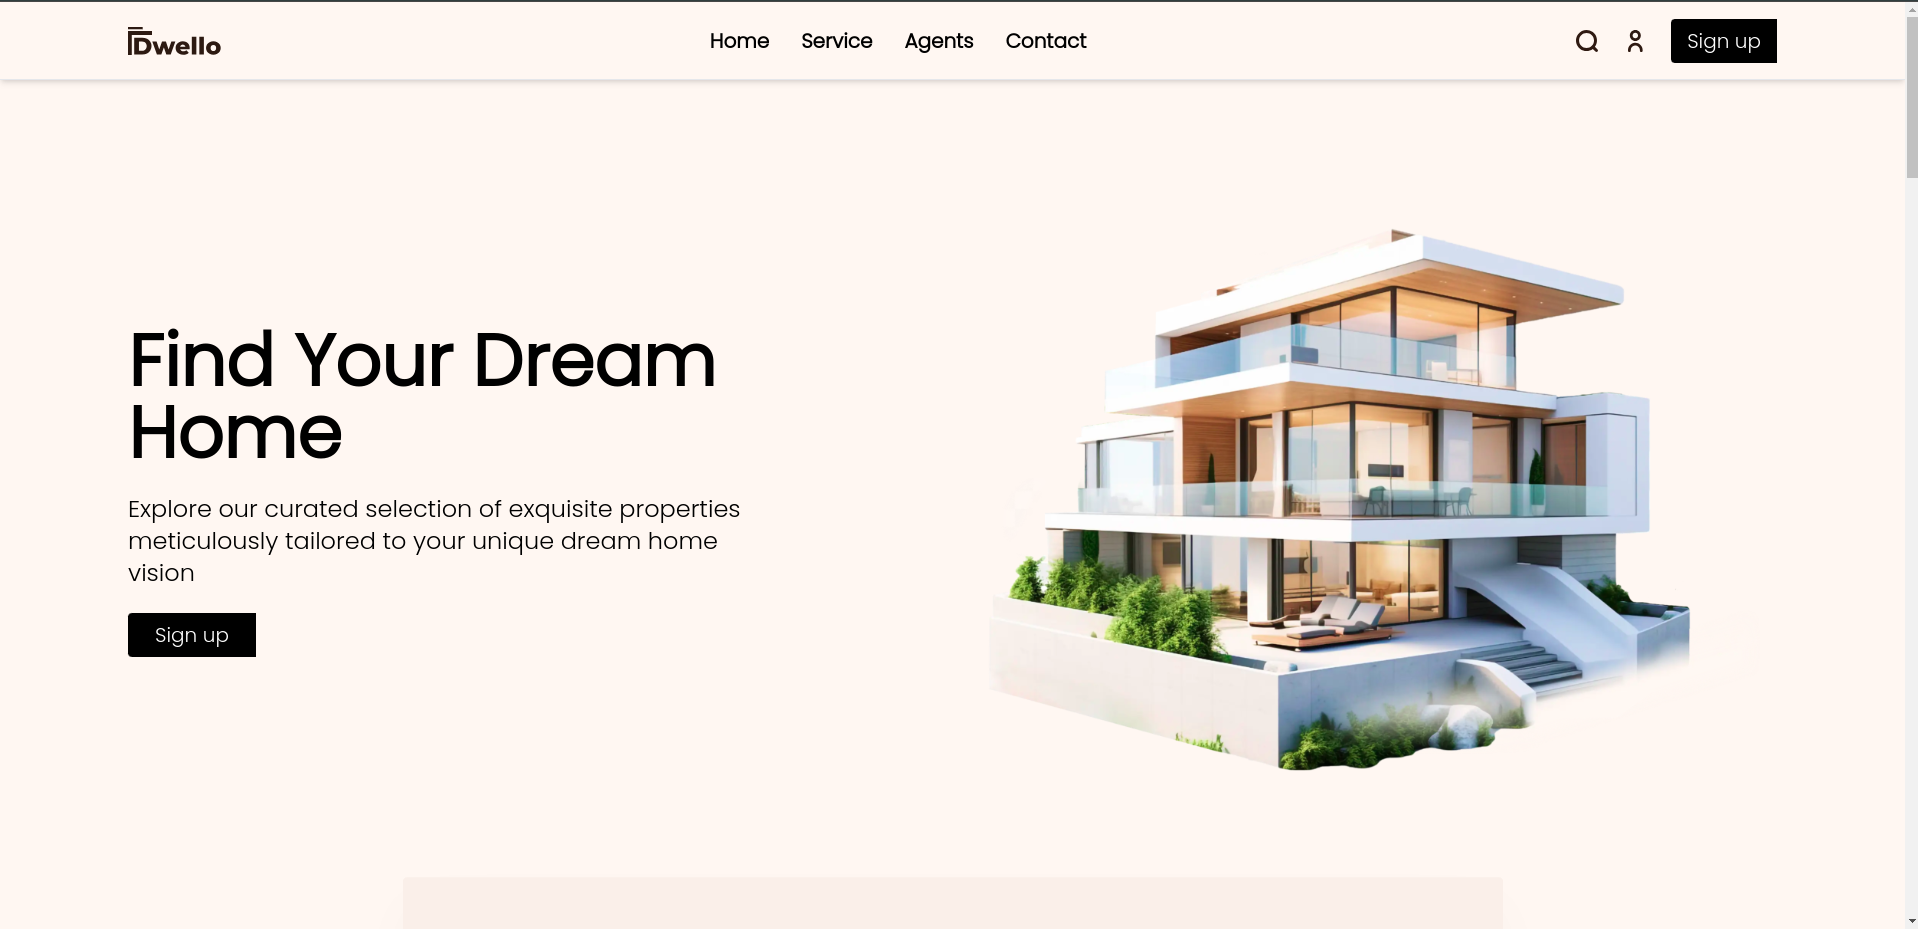 Dwello
Home
Service
Agents
Contact
Sign up
Find Your Dream
Home
Explore our curated selection of exquisite properties
meticulously tailored to your unique dream home
vision
Sign up